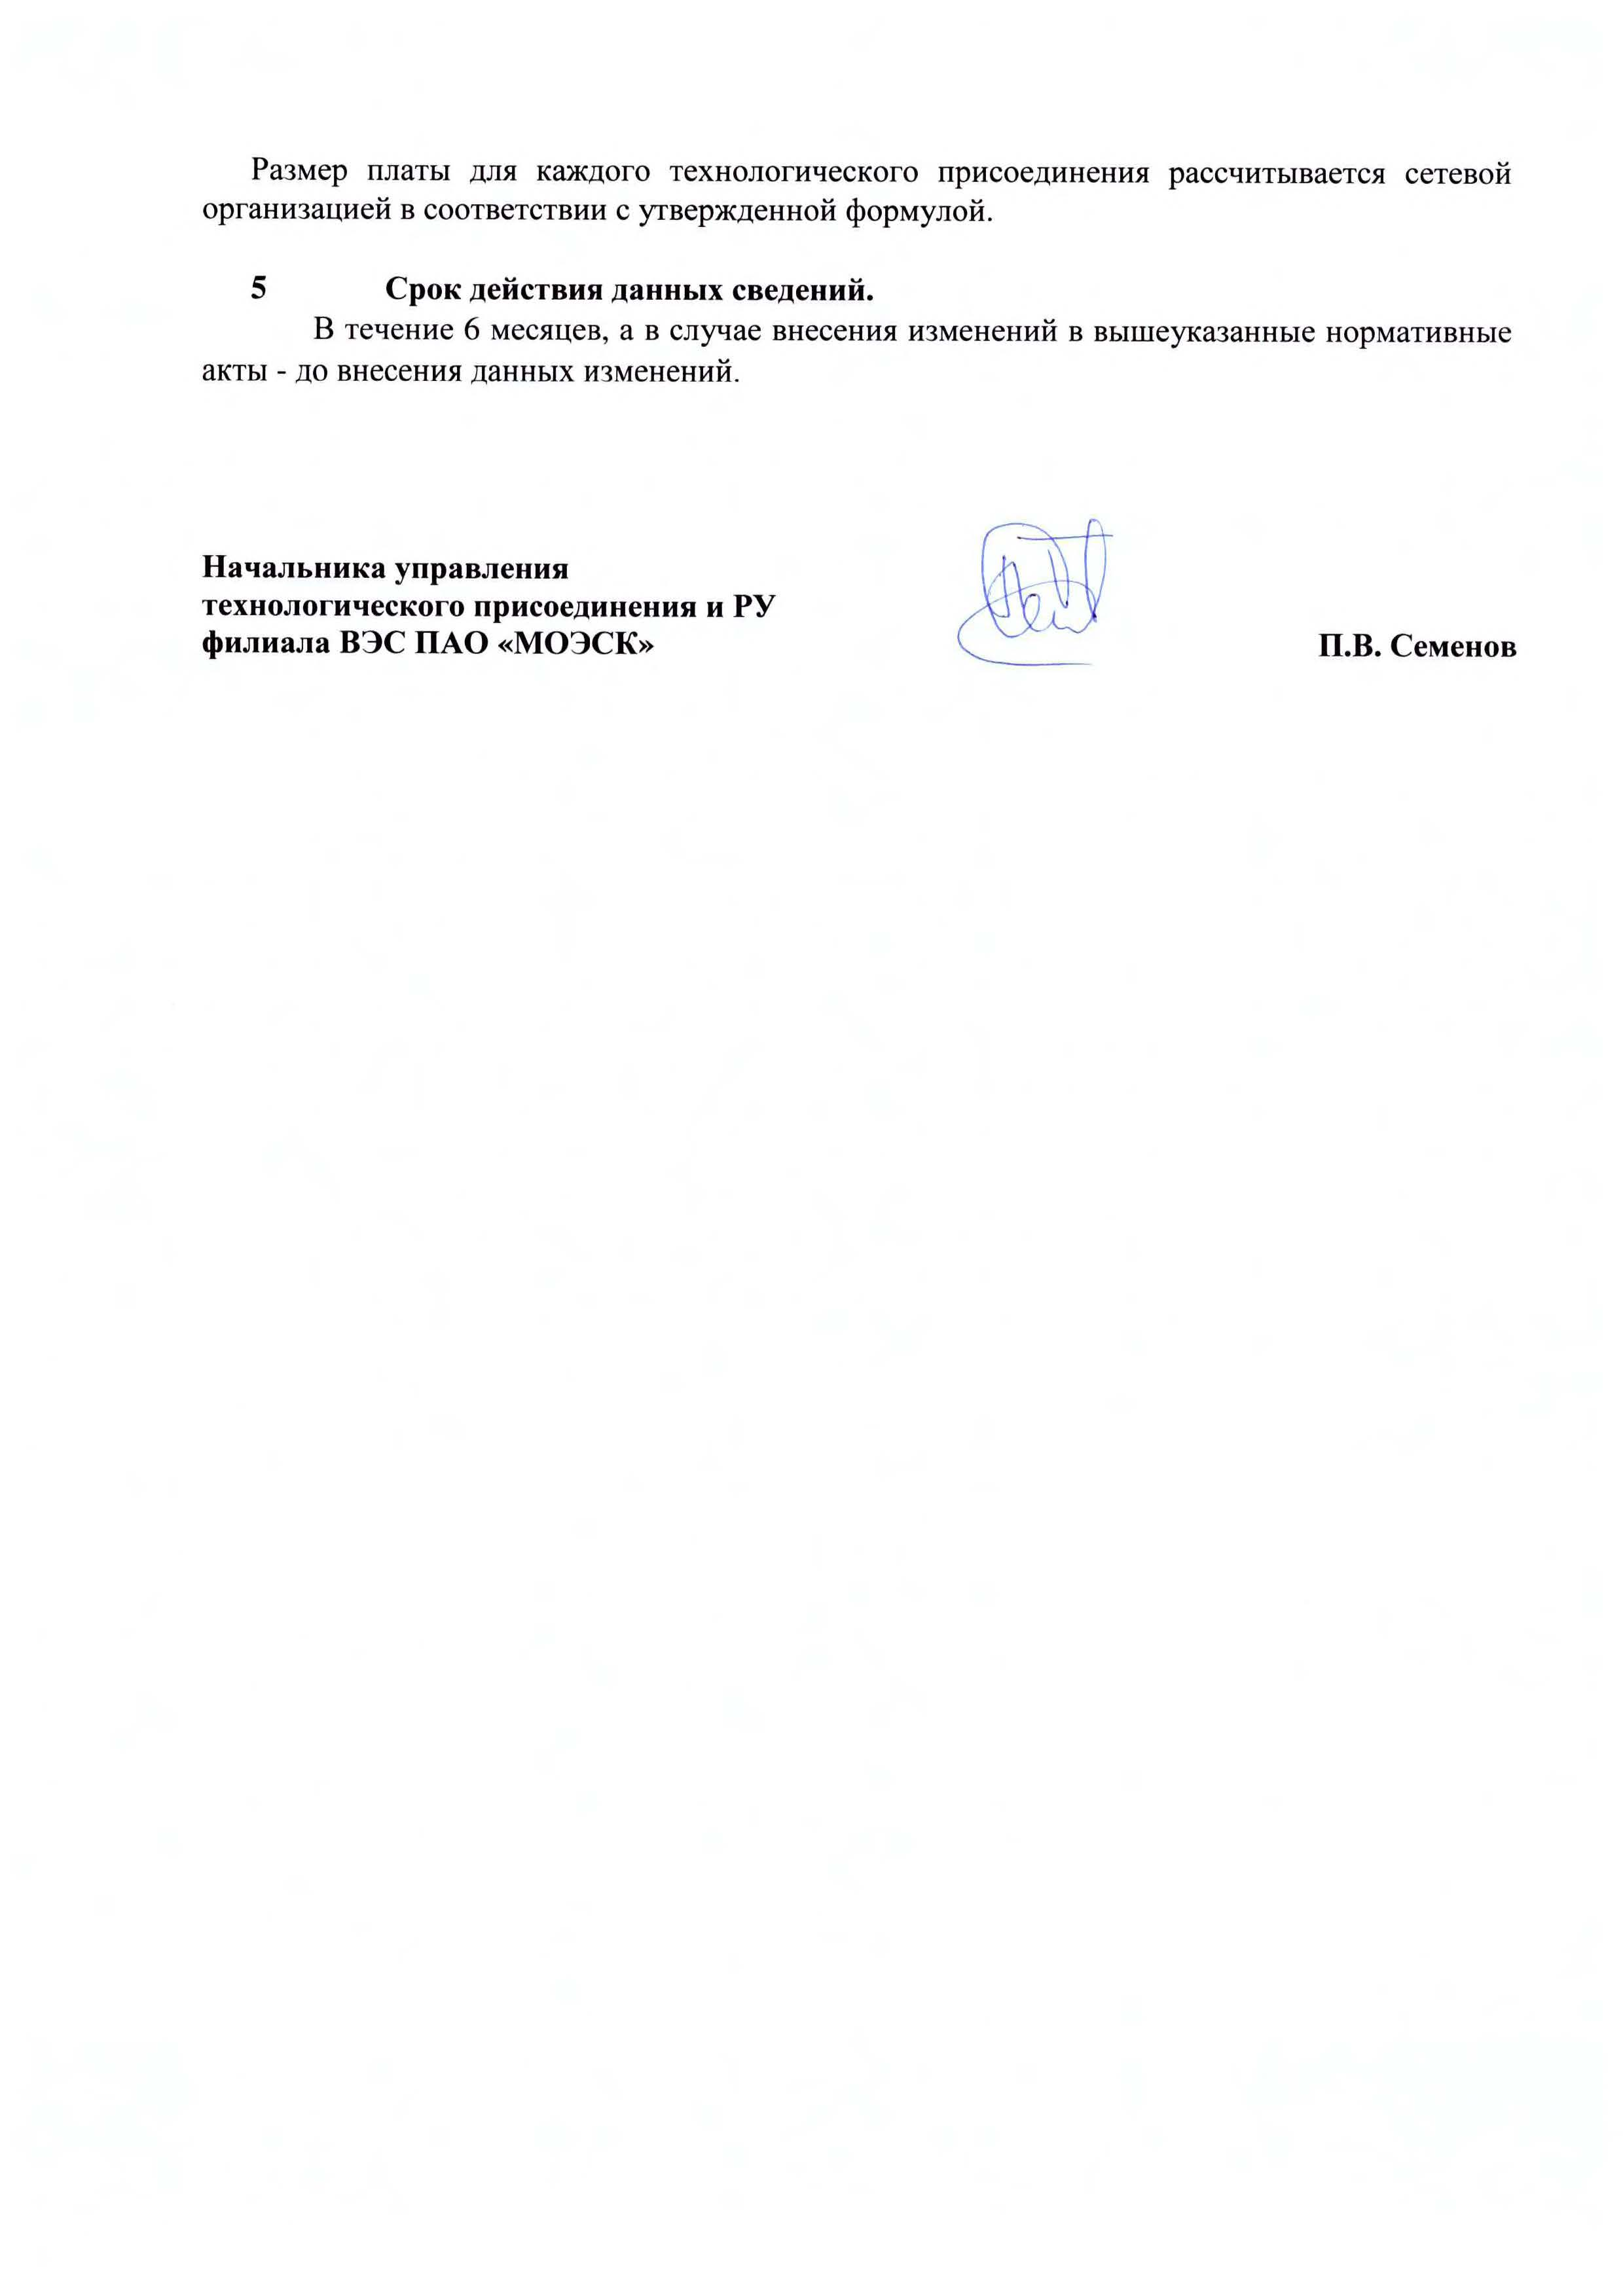 Размер платы для каждого технологического присоединения рассчитывается сетевой
организацией в соответствии с утвержденной формулой.
5 Срок действия данных сведений.
В течение 6 месяцев, а в случае внесения изменений в вышеуказанные нормативные
акты - до внесения данных изменений.
Начальника управления
технологического присоединения и РУ
филиала ВЭС ПАО «МОЭСК»
П.В. Семенов